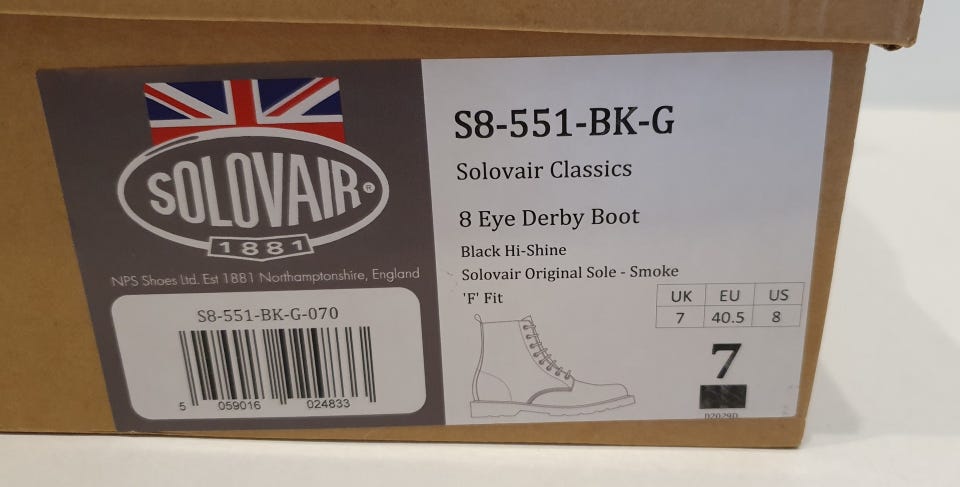 SOLOVAIR®
1881
NPS Shoes Ltd. Est 1881 Northamptonshire, England
S8-551-BK-G-070
5 059016 024833
S8-551-BK-G
Solovair Classics
8 Eye Derby Boot
Black Hi-Shine
Solovair Original Sole - Smoke
'F' Fit
UK EU US
7 40.5 8
7
D2029D